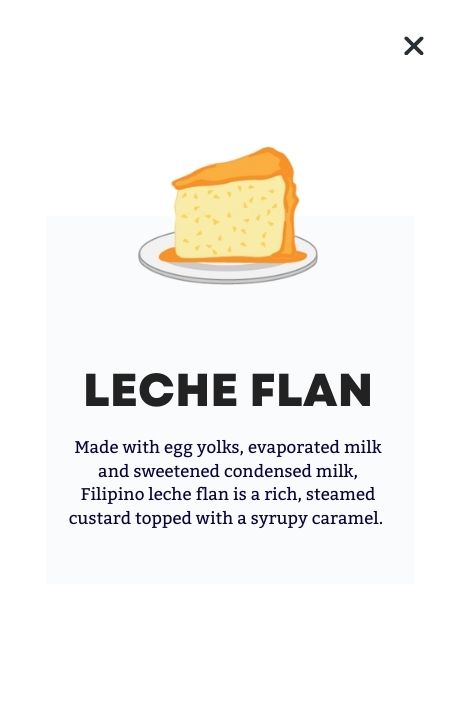 LECHE FLAN
Made with egg yolks, evaporated milk
and sweetened condensed milk,
Filipino leche flan is a rich, steamed
custard topped with a syrupy caramel.